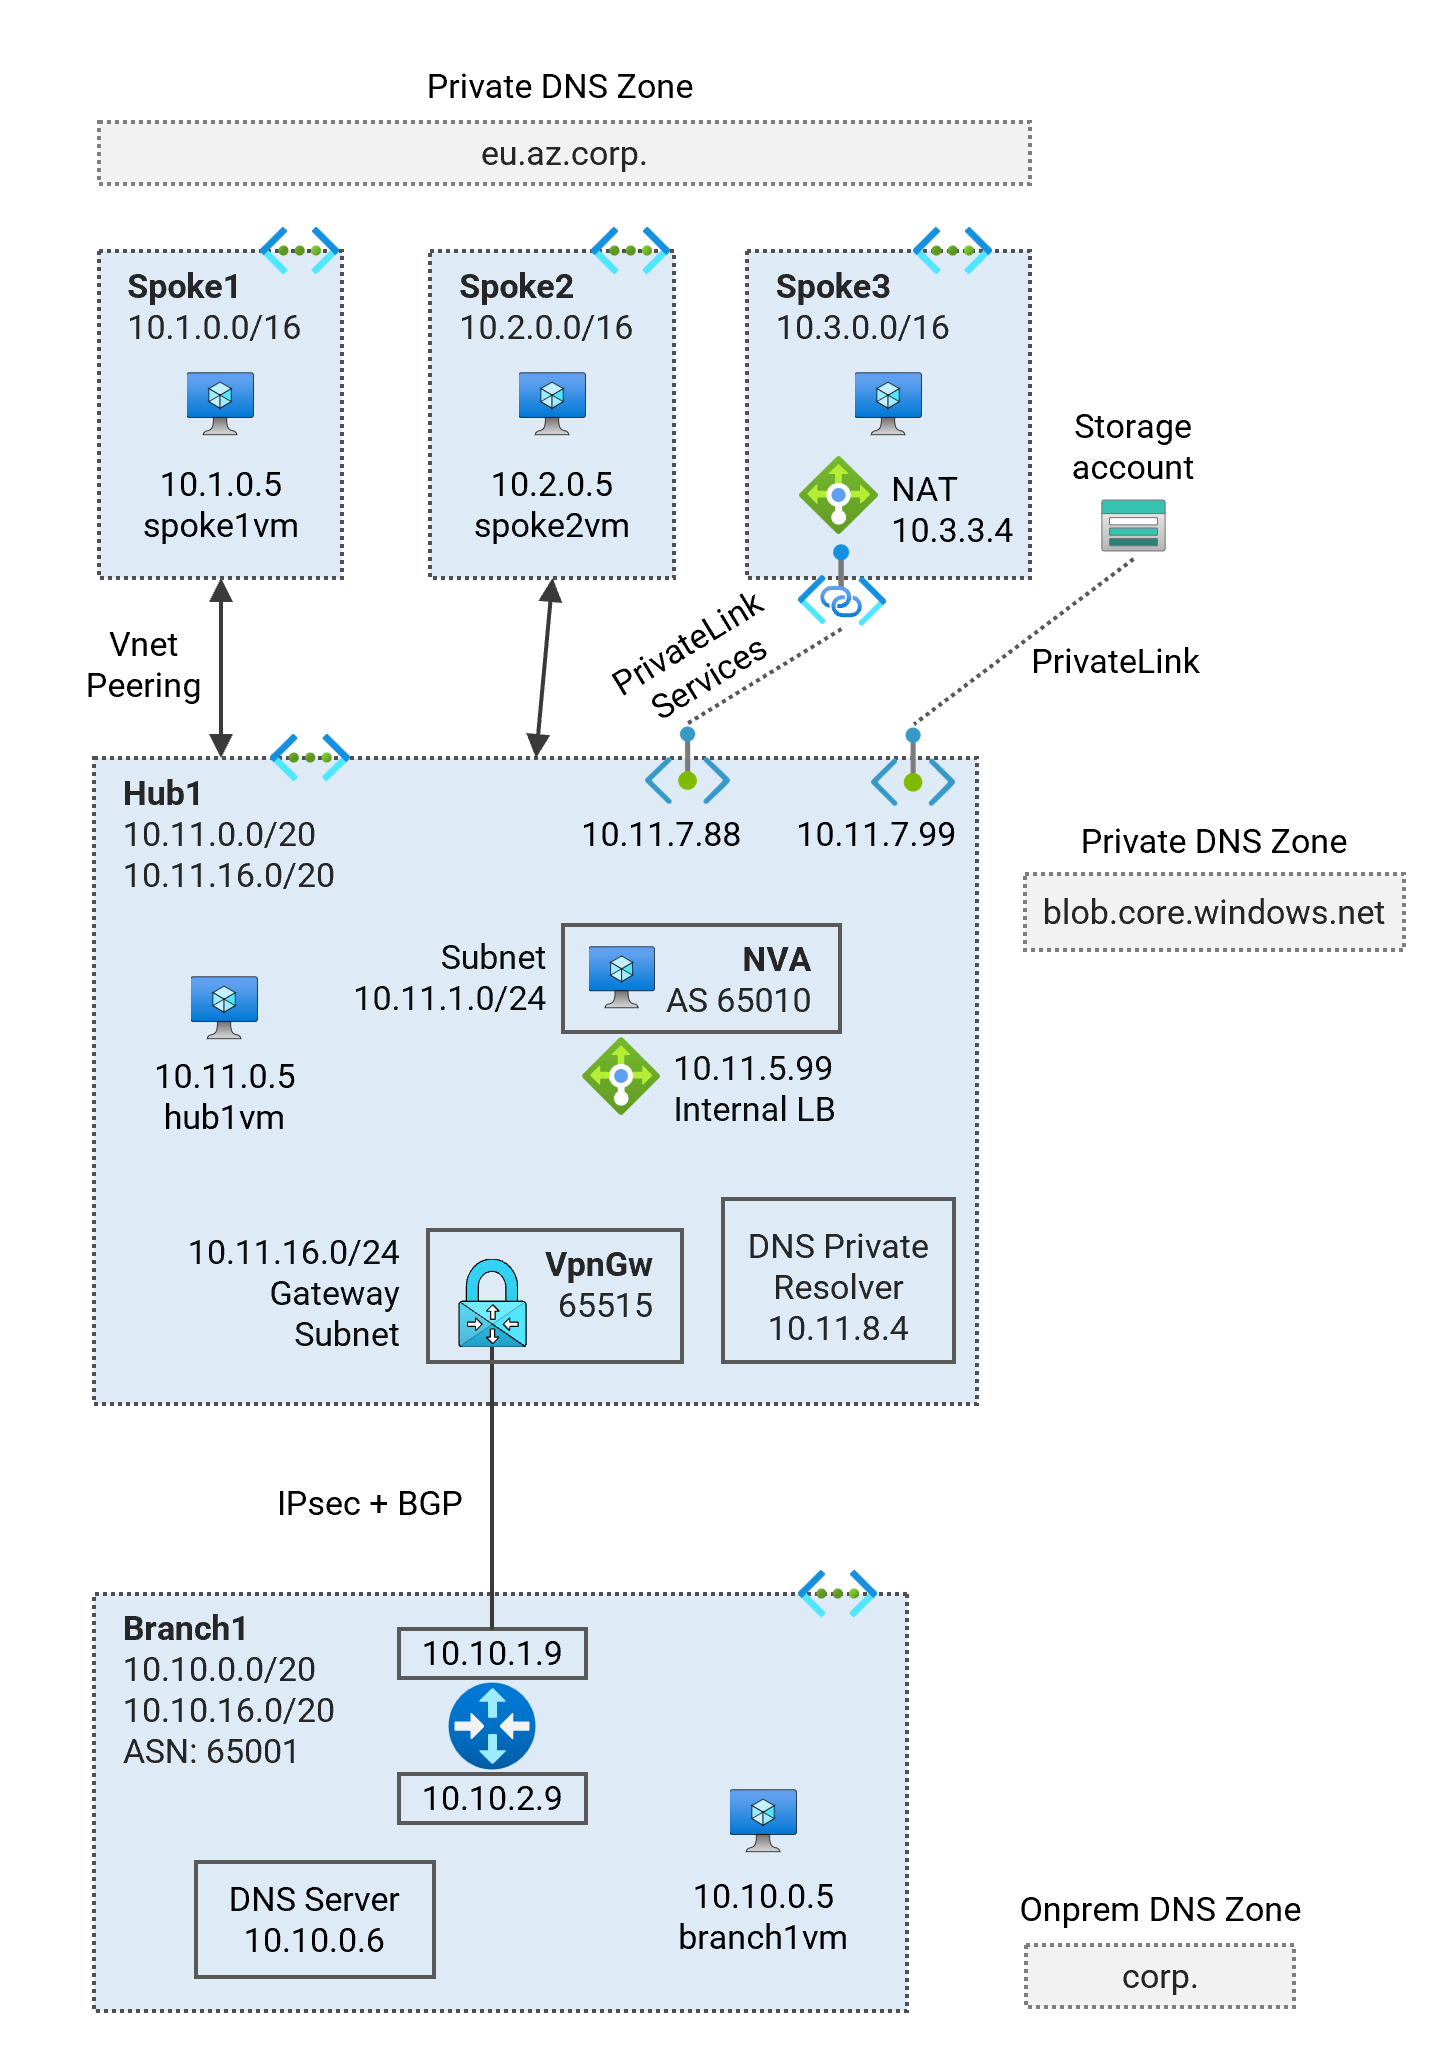 Private DNS Zone
eu.az.corp.
Spoke1
10.1.0.0/16
10.1.0.5
spoke1vm
Spoke2
10.2.0.0/16
10.2.0.5
spoke2vm
Spoke3
10.3.0.0/16
NAT
10.3.3.4
Storage
account
Vnet
Peering
PrivateLink
Services
PrivateLink
Hub1
10.11.0.0/20
10.11.16.0/20
10.11.7.88
10.11.7.99
Private DNS Zone
blob.core.windows.net
Subnet
10.11.1.0/24
NVA
AS 65010
10.11.0.5
hub1vm
10.11.5.99
Internal LB
10.11.16.0/24
Gateway
Subnet
VpnGw
65515
DNS Private
Resolver
10.11.8.4
IPsec + BGP
Branch1
10.10.0.0/20
10.10.16.0/20
ASN: 65001
10.10.1.9
10.10.2.9
DNS Server
10.10.0.6
10.10.0.5
branch1vm
Onprem DNS Zone
corp.